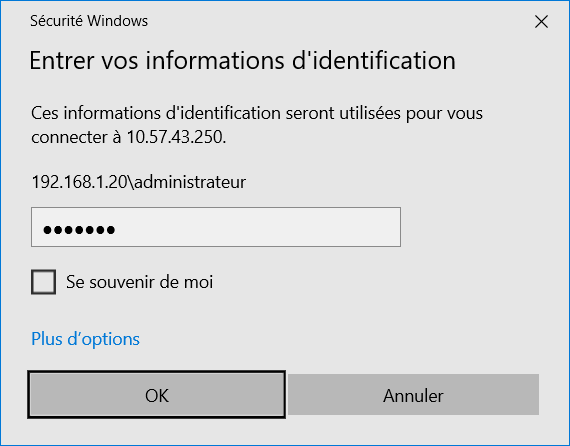 Sécurité Windows
Entrer vos informations d'identification
Ces informations d'identification seront utilisées pour vous
connecter à 10.57.43.250.
192.168.1.20\administrateur
●●●●●●●
Se souvenir de moi
Plus d’options
OK
Annuler